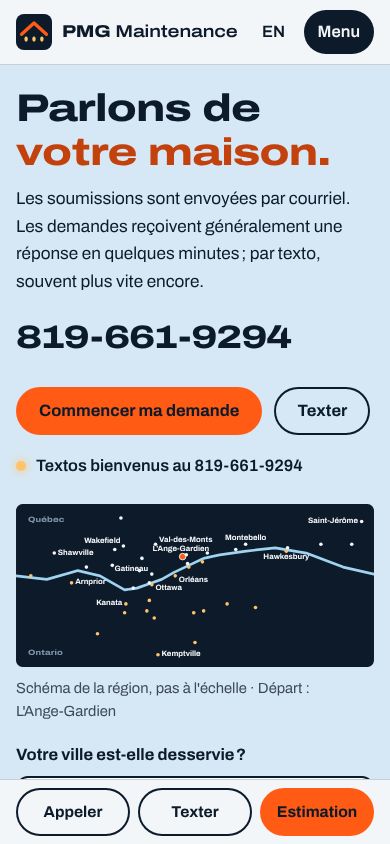 PMG Maintenance EN Menu
Parlons de
votre maison.
Les soumissions sont envoyées par courriel.
Les demandes reçoivent généralement une
réponse en quelques minutes ; par texto,
souvent plus vite encore.
819-661-9294
Commencer ma demande Texter
Textos bienvenus au 819-661-9294
Québec
Saint-Jérôme
Wakefield
Val-des-Monts
Montebello
L'Ange-Gardien
Shawville
Hawkesbury
Gatineau
Arnprior
Orléans
Ottawa
Kanata
Ontario
Kemptville
Schéma de la région, pas à l'échelle · Départ :
L'Ange-Gardien
Votre ville est-elle desservie ?
Appeler Texter Estimation